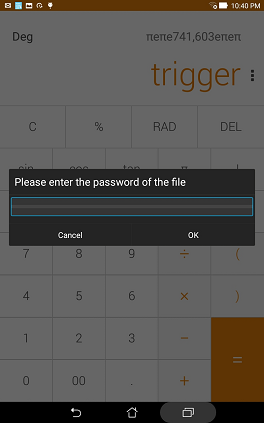 10:40 PM
Deg
πeπe741,603eπeπ
trigger
C % RAD DEL
Please enter the password of the file
Cancel OK
7 8 9 ÷ (
4 5 6 × )
1 2 3 −
0 00 . + =